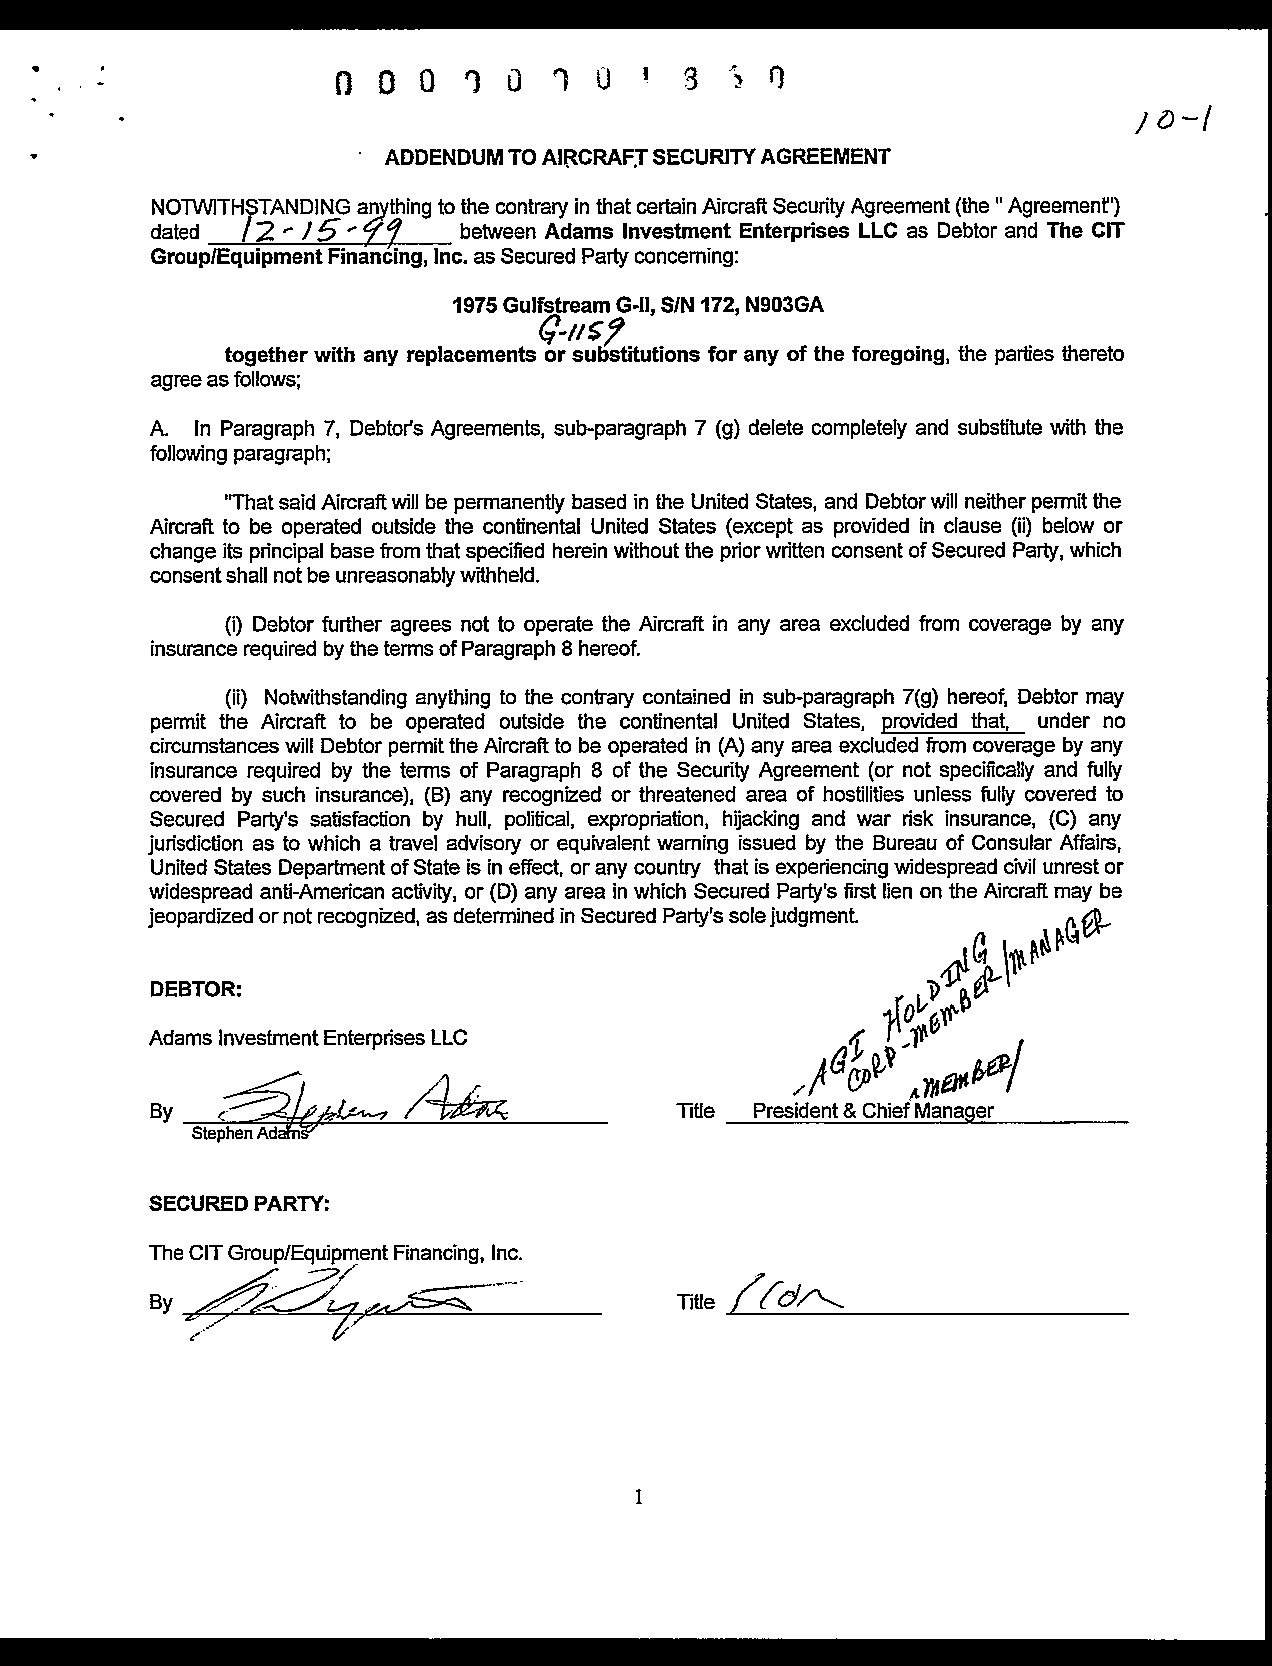 10-1
ADDENDUM TO AIRCRAFT SECURITY AGREEMENT
NOTWITHSTANDING anything to the contrary in that certain Aircraft Security Agreement (the " Agreement")
dated 12-15-99 between Adams Investment Enterprises LLC as Debtor and The CIT
Group/Equipment Financing, Inc. as Secured Party concerning:
1975 Gulfstream G-II, S/N 172, N903GA
G-1159
together with any replacements or substitutions for any of the foregoing, the parties thereto
agree as follows;
A. In Paragraph 7, Debtor's Agreements, sub-paragraph 7 (g) delete completely and substitute with the
following paragraph;
"That said Aircraft will be permanently based in the United States, and Debtor will neither permit the
Aircraft to be operated outside the continental United States (except as provided in clause (ii) below or
change its principal base from that specified herein without the prior written consent of Secured Party, which
consent shall not be unreasonably withheld.
(i) Debtor further agrees not to operate the Aircraft in any area excluded from coverage by any
insurance required by the terms of Paragraph 8 hereof.
(ii) Notwithstanding anything to the contrary contained in sub-paragraph 7(g) hereof, Debtor may
permit the Aircraft to be operated outside the continental United States, provided that, under no
circumstances will Debtor permit the Aircraft to be operated in (A) any area excluded from coverage by any
insurance required by the terms of Paragraph 8 of the Security Agreement (or not specifically and fully
covered by such insurance), (B) any recognized or threatened area of hostilities unless fully covered to
Secured Party's satisfaction by hull, political, expropriation, hijacking and war risk insurance, (C) any
jurisdiction as to which a travel advisory or equivalent warning issued by the Bureau of Consular Affairs,
United States Department of State is in effect, or any country that is experiencing widespread civil unrest or
widespread anti-American activity, or (D) any area in which Secured Party's first lien on the Aircraft may be
jeopardized or not recognized, as determined in Secured Party's sole judgment.
DEBTOR:
AGI HOLDING
CORP-MEMBER/MANAGER
Adams Investment Enterprises LLC
MEMBER/
By Stephen Adams Title President & Chief Manager
Stephen Adams
SECURED PARTY:
The CIT Group/Equipment Financing, Inc.
By Title
1